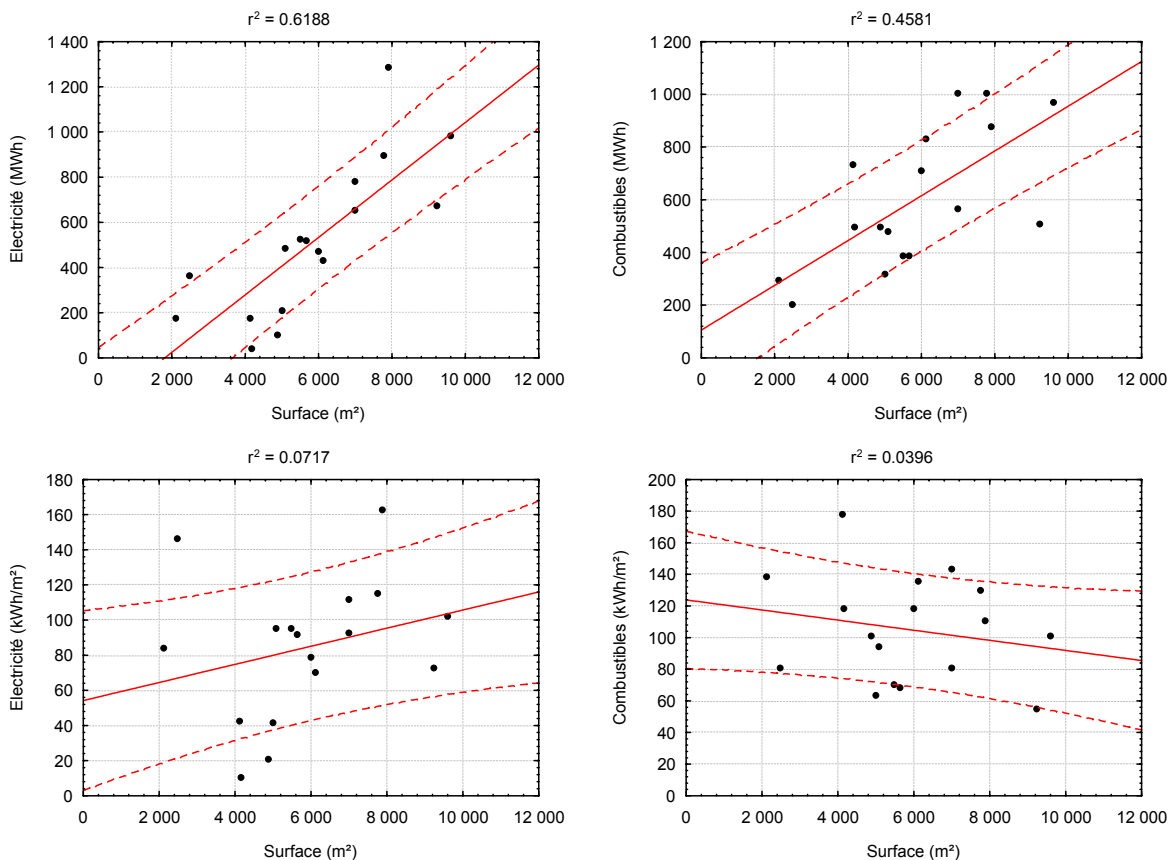 r² = 0.6188
1 400
1 200
1 000
800
600
400
200
0
Electricité (MWh)
0 2 000 4 000 6 000 8 000 10 000 12 000
Surface (m²)
r² = 0.4581
1 200
1 000
800
600
400
200
0
Combustibles (MWh)
0 2 000 4 000 6 000 8 000 10 000 12 000
Surface (m²)
r² = 0.0717
180
160
140
120
100
80
60
40
20
0
Electricité (kWh/m²)
0 2 000 4 000 6 000 8 000 10 000 12 000
Surface (m²)
r² = 0.0396
200
180
160
140
120
100
80
60
40
20
0
Combustibles (kWh/m²)
0 2 000 4 000 6 000 8 000 10 000 12 000
Surface (m²)